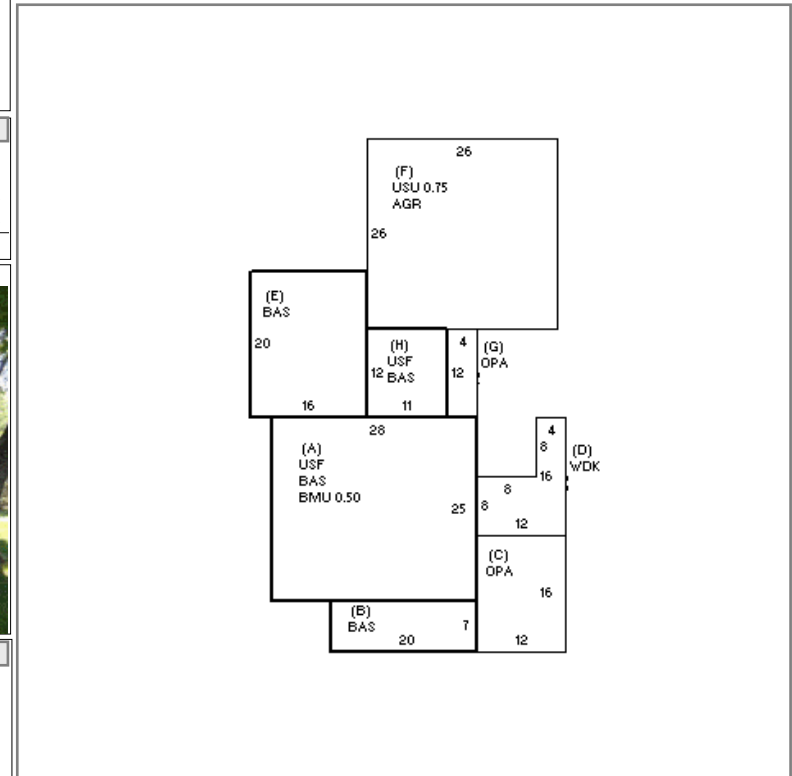 26
(F)
USU 0.75
AGR
26
(E)
BAS
20
16
(H)
USF
BAS
12
11
4
12
(G)
OPA
28
(A)
USF
BAS
BMU 0.50
25
4
8
16
(D)
WDK
8
8
12
(C)
OPA
16
12
(B)
BAS
7
20